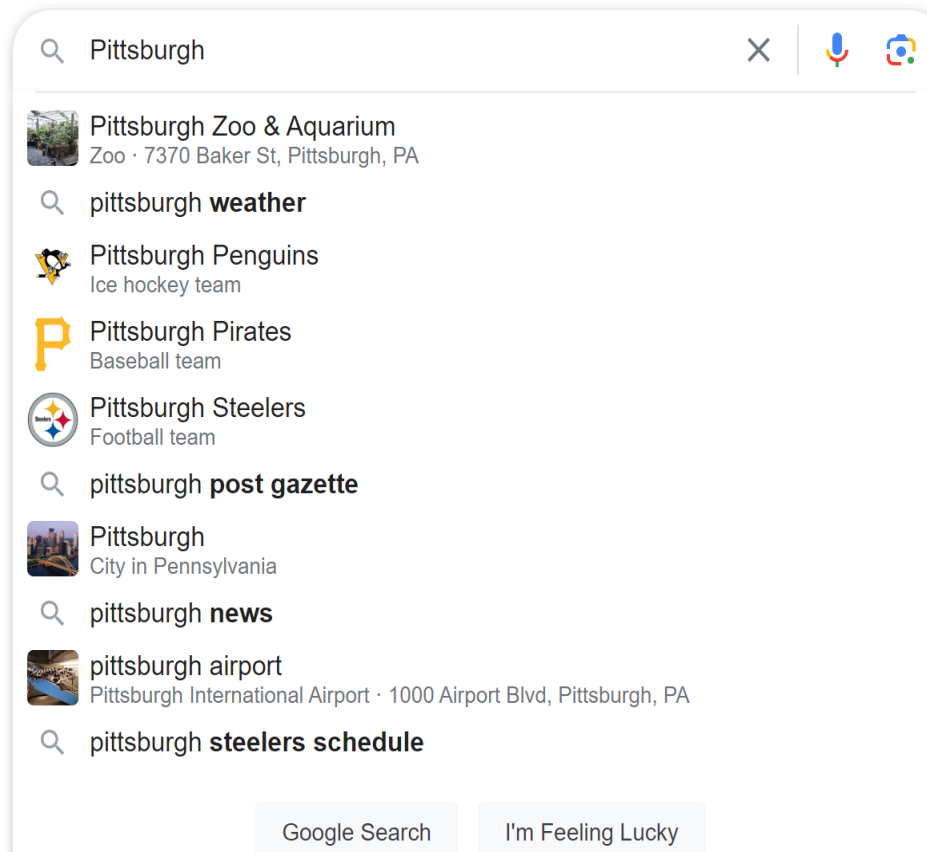 Pittsburgh
Pittsburgh Zoo & Aquarium
Zoo · 7370 Baker St, Pittsburgh, PA
pittsburgh weather
Pittsburgh Penguins
Ice hockey team
P
Pittsburgh Pirates
Baseball team
Steelers
Pittsburgh Steelers
Football team
pittsburgh post gazette
Pittsburgh
City in Pennsylvania
pittsburgh news
pittsburgh airport
Pittsburgh International Airport · 1000 Airport Blvd, Pittsburgh, PA
pittsburgh steelers schedule
Google Search
I'm Feeling Lucky